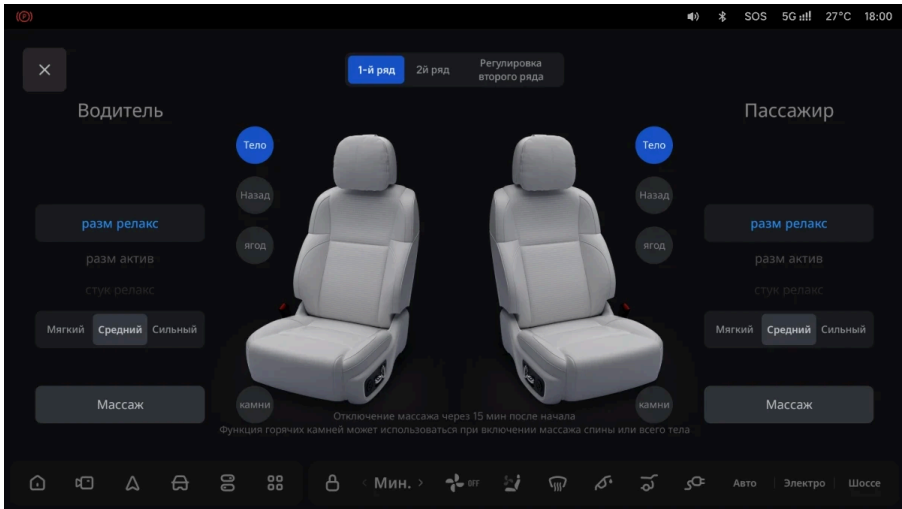 SOS 5G 27°C 18:00
1-й ряд 2й ряд Регулировка
второго ряда
Водитель
Пассажир
Тело
Тело
Назад
Назад
разм релакс
разм релакс
ягод
ягод
разм актив
разм актив
стук релакс
стук релакс
Мягкий Средний Сильный
Мягкий Средний Сильный
Массаж
камни
камни
Массаж
Отключение массажа через 15 мин после начала
Функция горячих камней может использоваться при включении массажа спины или всего тела
< Мин. > OFF Авто Электро Шоссе